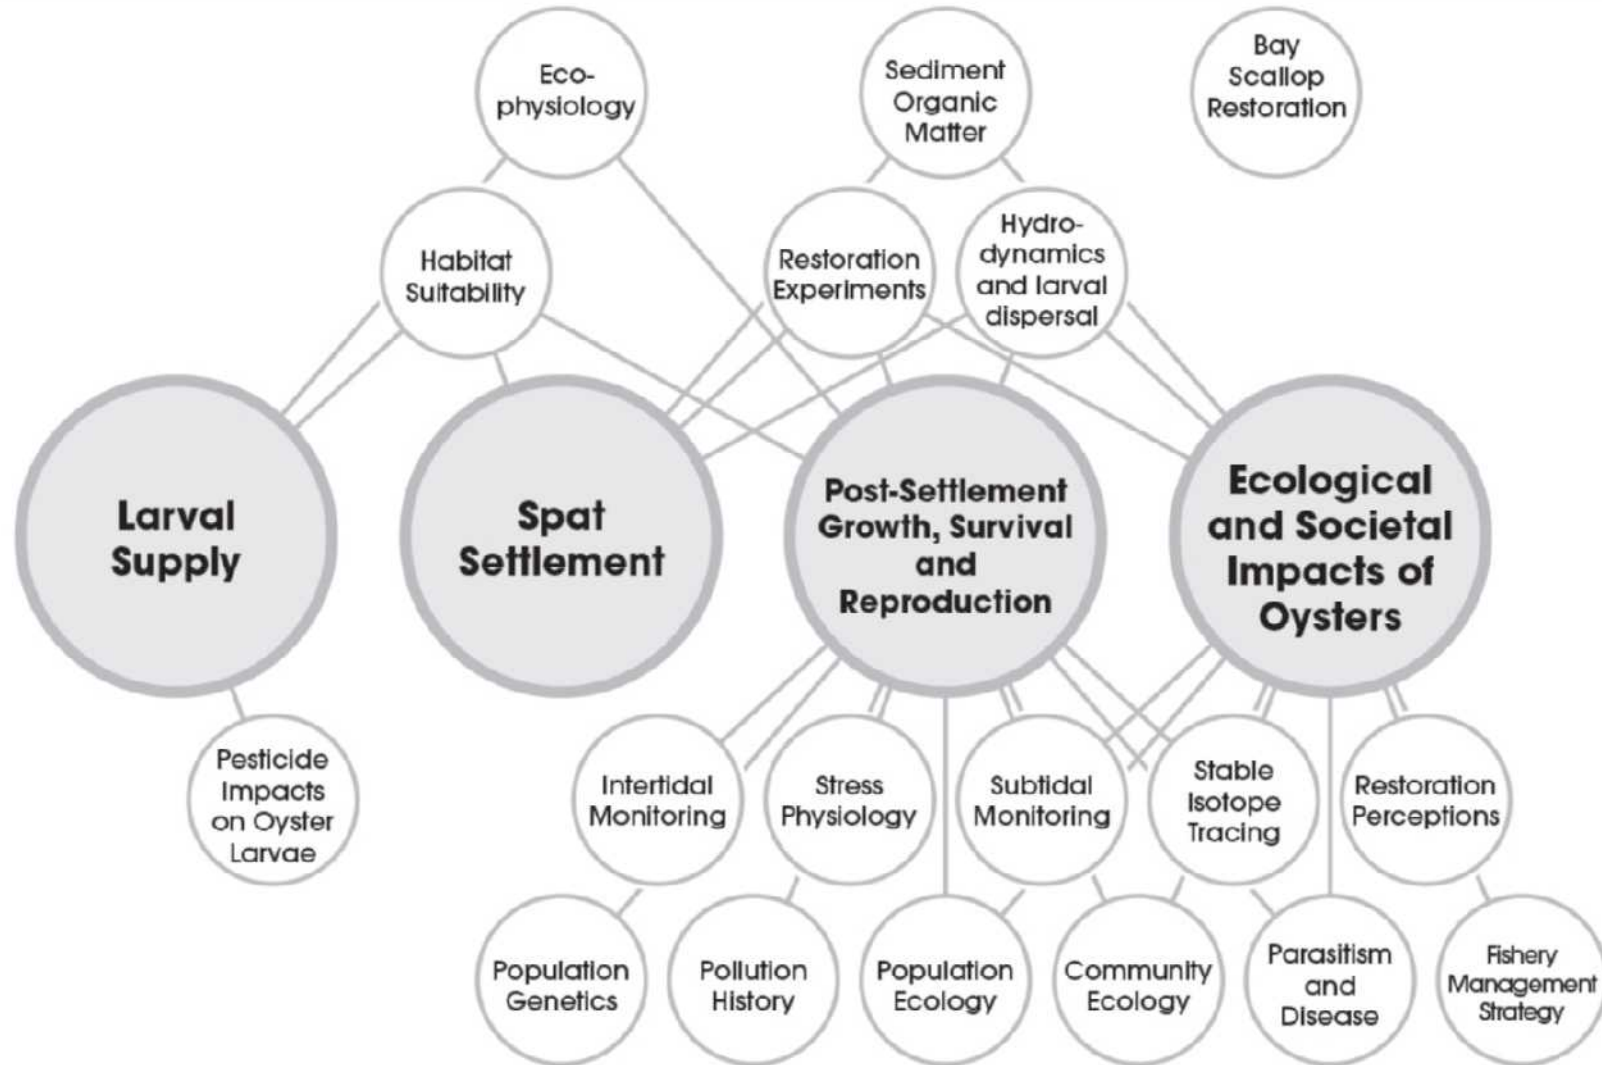 Eco-
physiology
Sediment
Organic
Matter
Bay
Scallop
Restoration
Habitat
Suitability
Restoration
Experiments
Hydro-
dynamics
and larval
dispersal
Larval
Supply
Spat
Settlement
Post-Settlement
Growth, Survival
and
Reproduction
Ecological
and Societal
Impacts of
Oysters
Pesticide
Impacts
on Oyster
Larvae
Intertidal
Monitoring
Stress
Physiology
Subtidal
Monitoring
Stable
Isotope
Tracing
Restoration
Perceptions
Population
Genetics
Pollution
History
Population
Ecology
Community
Ecology
Parasitism
and
Disease
Fishery
Management
Strategy